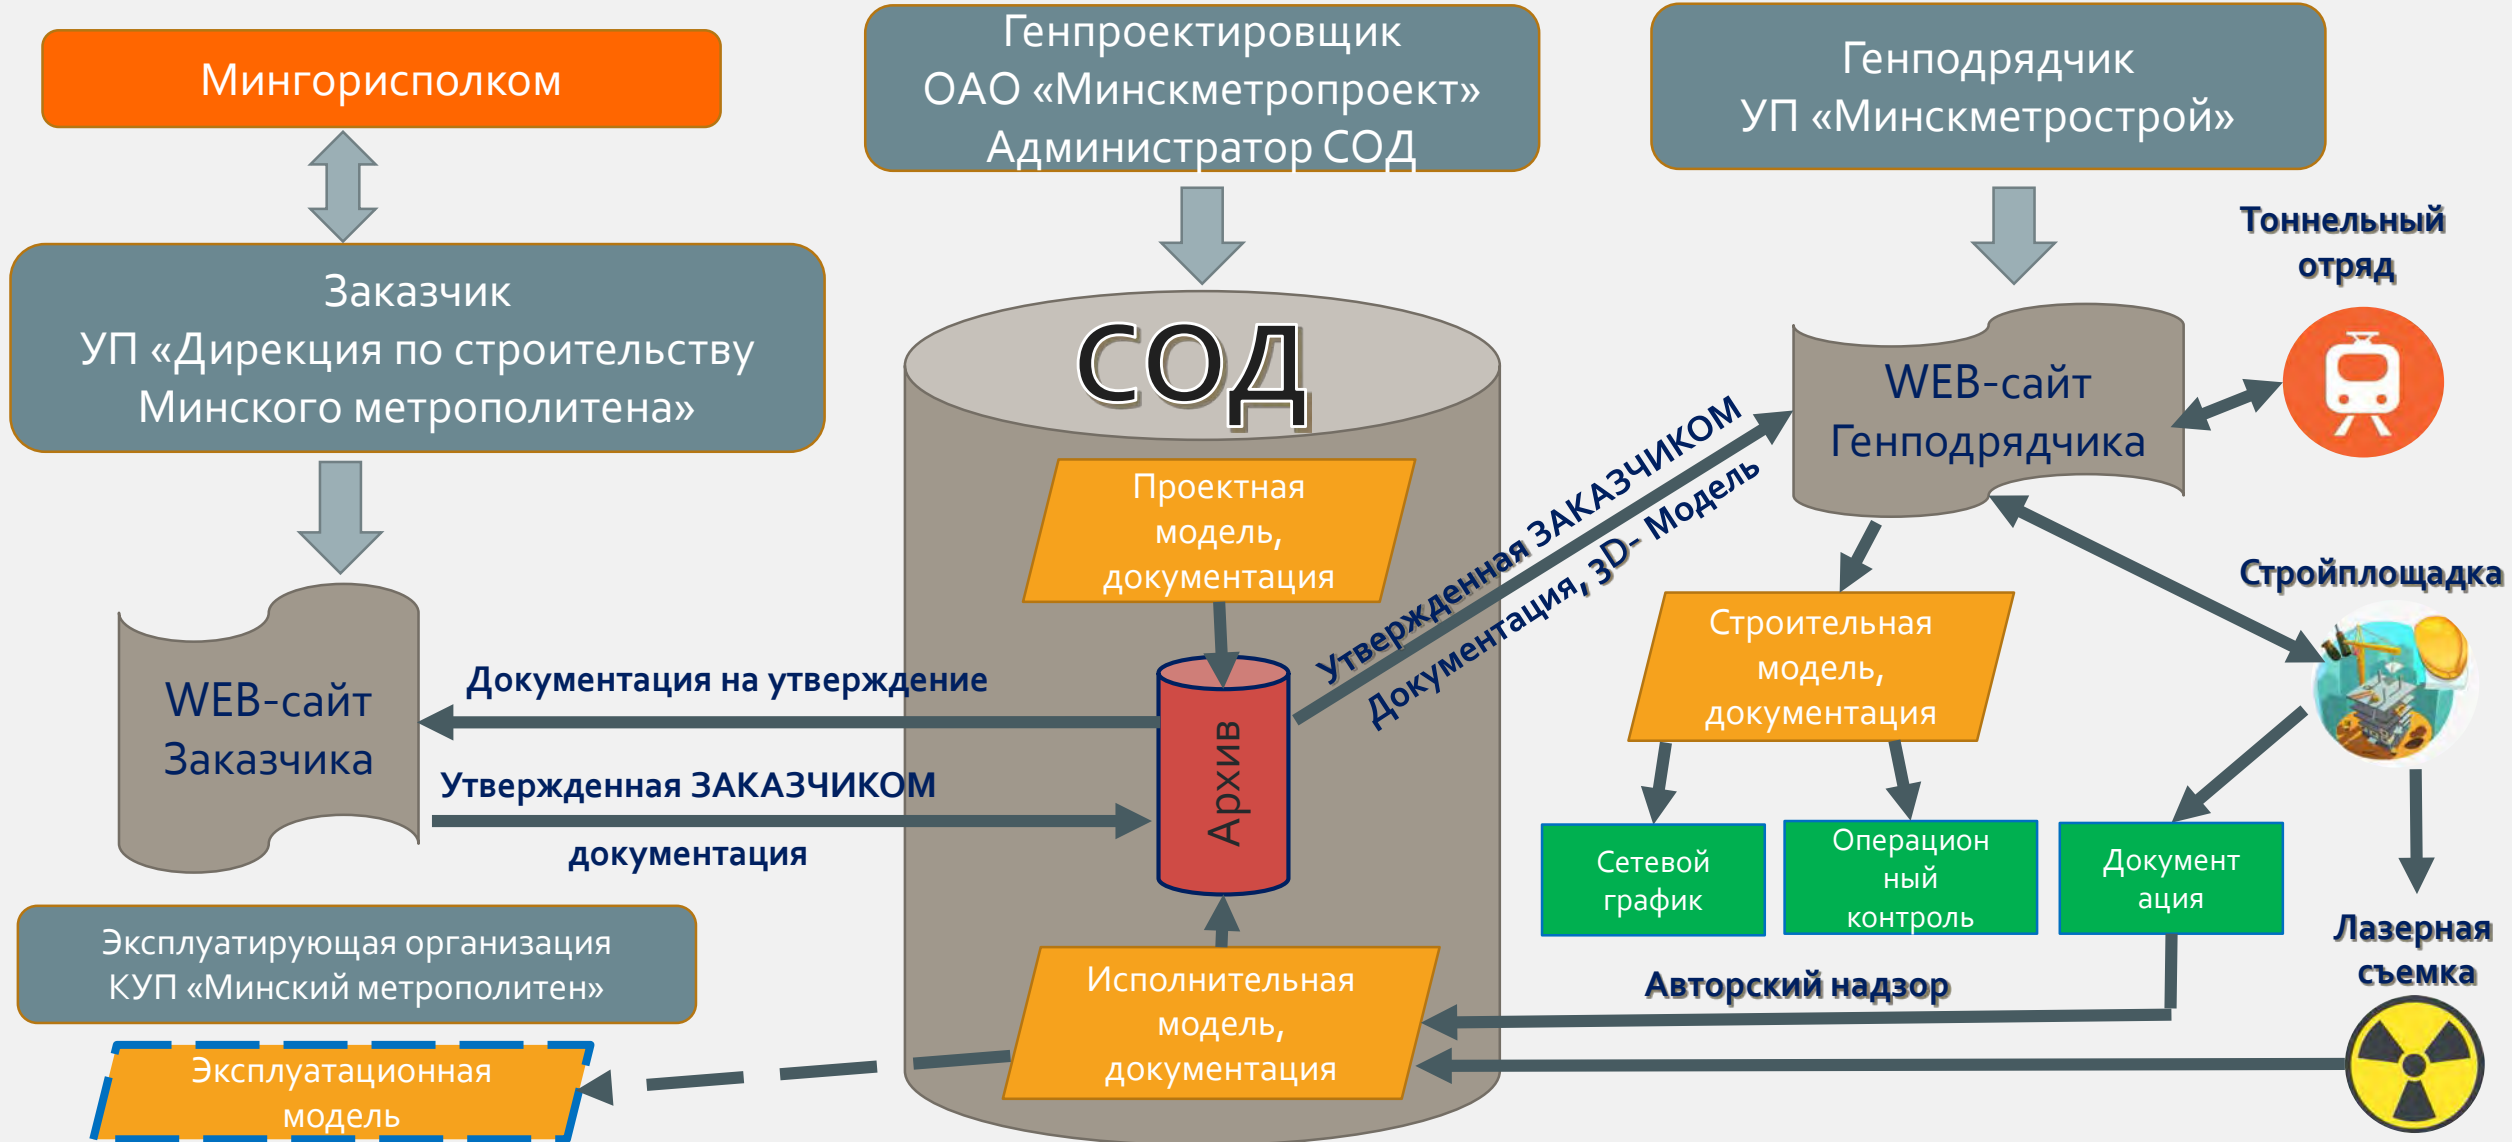 Мингорисполком
Генпроектировщик
ОАО «Минскметропроект»
Администратор СОД
Генподрядчик
УП «Минскметрострой»
Заказчик
УП «Дирекция по строительству
Минского метрополитена»
СОД
Тоннельный
отряд
WEB-сайт
Генподрядчика
Проектная
модель,
документация
Утвержденная ЗАКАЗЧИКОМ
Документация, 3D- Модель
Стройплощадка
Строительная
модель,
документация
WEB-сайт
Заказчика
Документация на утверждение
Утвержденная ЗАКАЗЧИКОМ
документация
Архив
Сетевой
график
Операцион
ный
контроль
Документ
ация
Лазерная
съемка
Эксплуатирующая организация
КУП «Минский метрополитен»
Исполнительная
модель,
документация
Авторский надзор
Эксплуатационная
модель